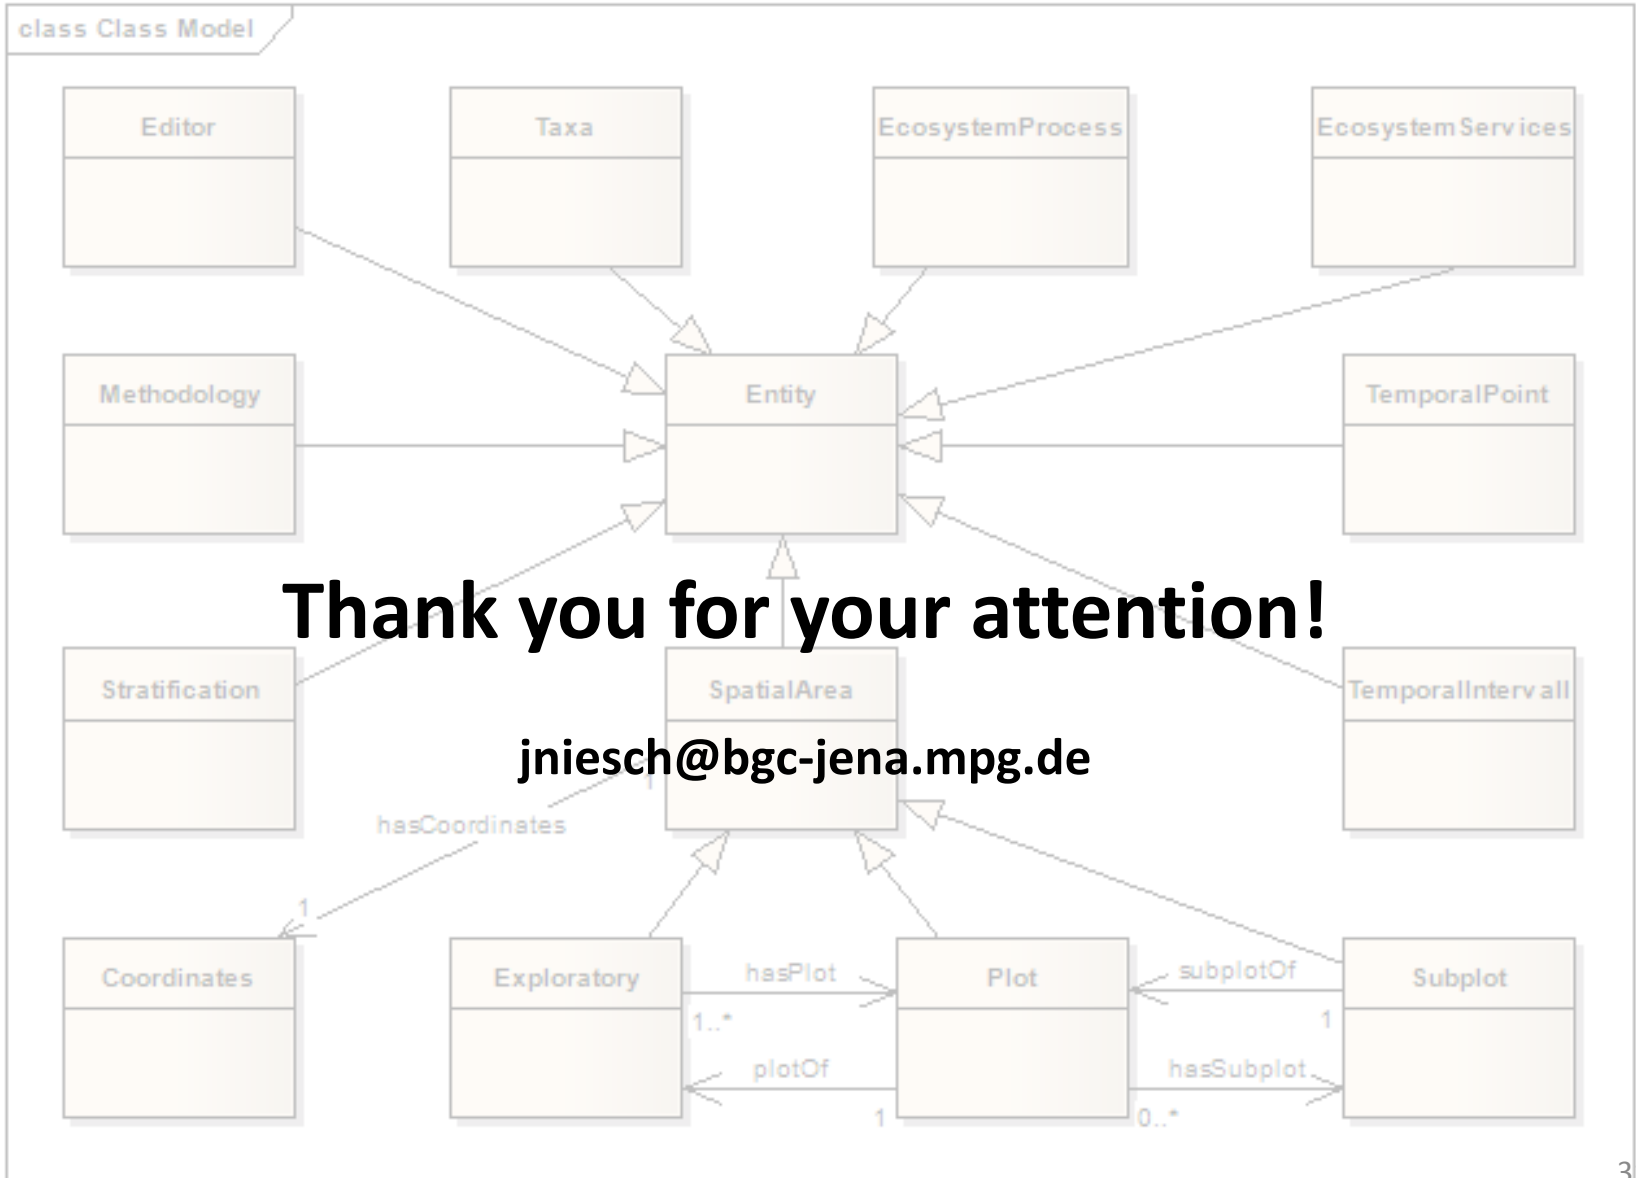 class Class Model
Editor
Taxa
EcosystemProcess
EcosystemServices
Methodology
Entity
TemporalPoint
Thank you for your attention!
Stratification
SpatialArea
TemporalIntervall
jniesch@bgc-jena.mpg.de
1
hasCoordinates
1
Coordinates
Exploratory
hasPlot
Plot
subplotOf
Subplot
1..*
1
plotOf
hasSubplot
1
0..*
3